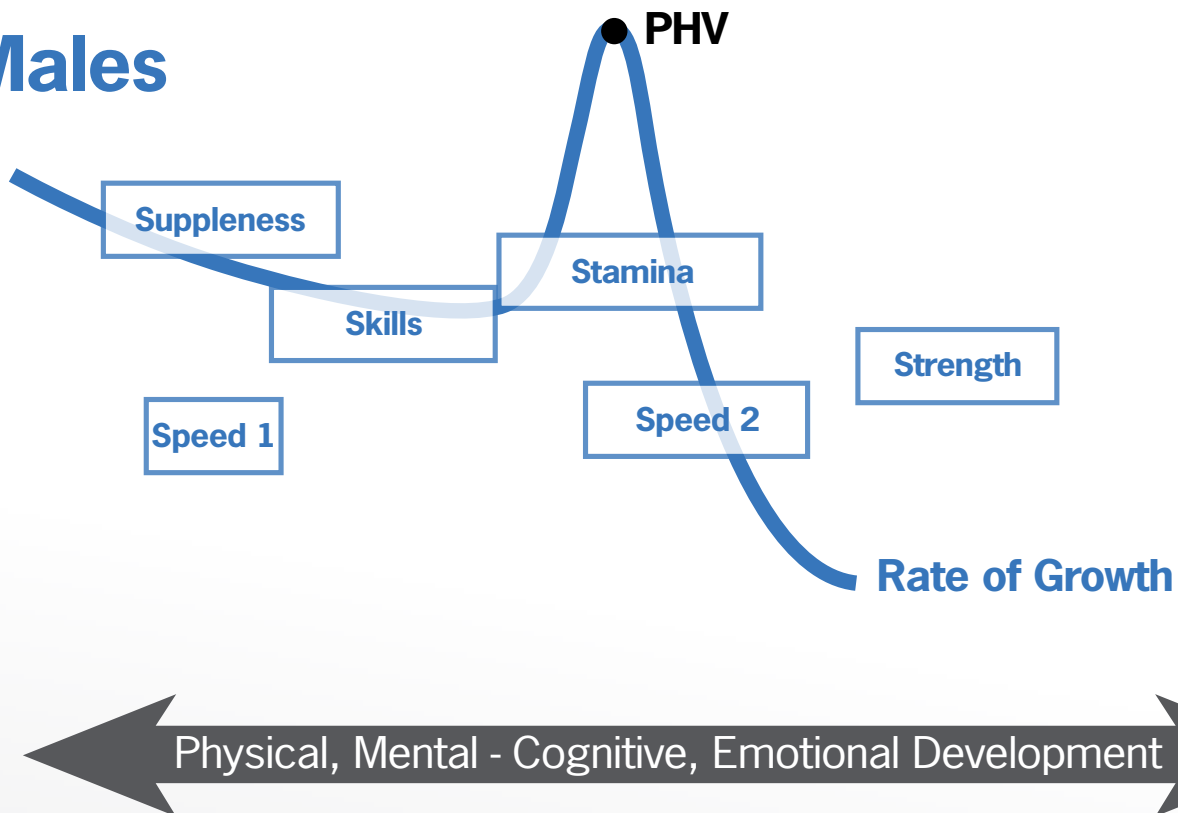 PHV
Males
Suppleness
Stamina
Skills
Strength
Speed 1
Speed 2
Rate of Growth
Physical, Mental - Cognitive, Emotional Development